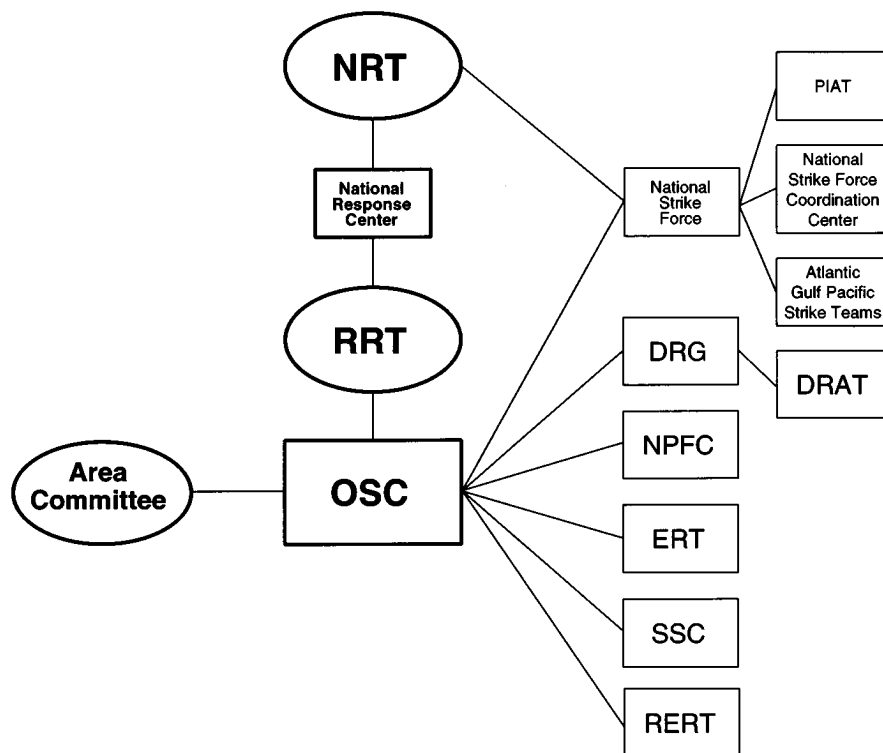 NRT
National
Response
Center
RRT
Area
Committee
OSC
National
Strike
Force
PIAT
National
Strike Force
Coordination
Center
Atlantic
Gulf Pacific
Strike Teams
DRG
DRAT
NPFC
ERT
SSC
RERT